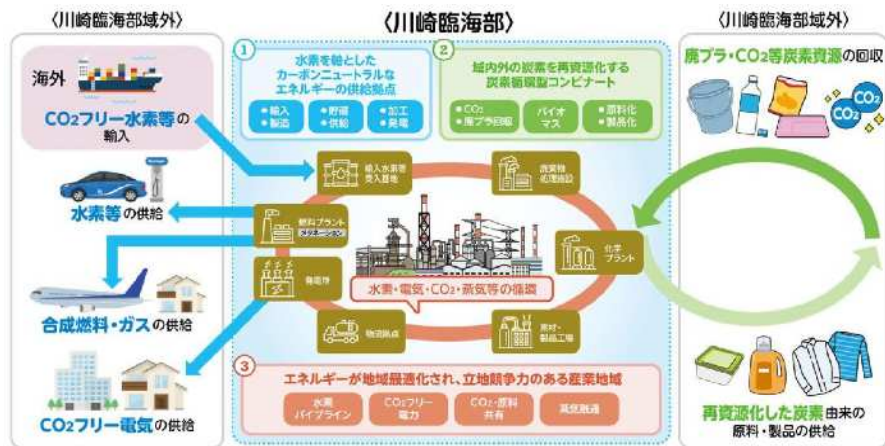 〈川崎臨海部域外〉
海外
CO2フリー水素等の
輸入
水素等の供給
合成燃料・ガスの供給
CO2フリー電気の供給
〈川崎臨海部〉
1
水素を軸とした
カーボンニュートラルな
エネルギーの供給拠点
●輸入
●製造
●貯蔵
●供給
●加工
●発電
2
域内外の炭素を再資源化する
炭素循環型コンビナート
●CO2
●廃プラ回収
バイオ
マス
●原料化
●製品化
輸入水素等
受入基地
廃棄物
処理施設
燃料プラント
メタネーション
化学
プラント
発電所
水素・電気・CO2・蒸気等の循環
物流拠点
素材・
製品工場
3
エネルギーが地域最適化され、立地競争力のある産業地域
水素
パイプライン
CO2フリー
電力
CO2・原料
共有
蒸気融通
〈川崎臨海部域外〉
廃プラ・CO2等炭素資源の回収
CO2
CO2
再資源化した炭素由来の
原料・製品の供給